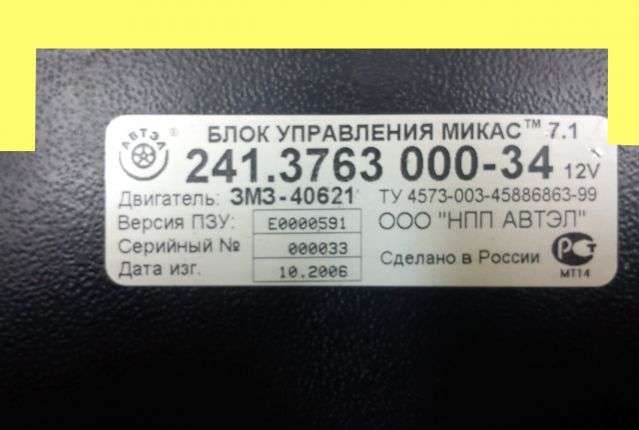 АВТЭЛ ®
БЛОК УПРАВЛЕНИЯ МИКАС™ 7.1
241.3763 000-34 12V
Двигатель: ЗМЗ-40621 ТУ 4573-003-45886863-99
Версия ПЗУ: E0000591 ООО "НПП АВТЭЛ"
Серийный № 000033
Сделано в России РСТ
Дата изг. 10.2006
МТ14